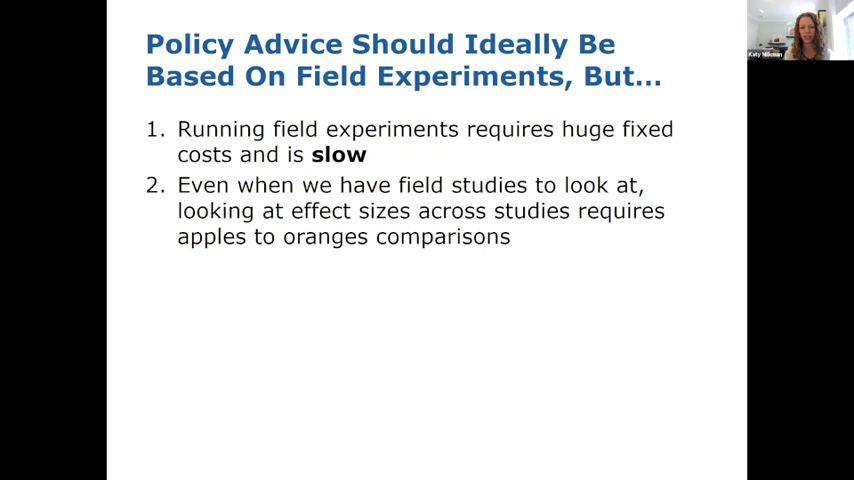 Policy Advice Should Ideally Be
Based On Field Experiments, But...
1. Running field experiments requires huge fixed
costs and is slow
2. Even when we have field studies to look at,
looking at effect sizes across studies requires
apples to oranges comparisons
Katy Milkman